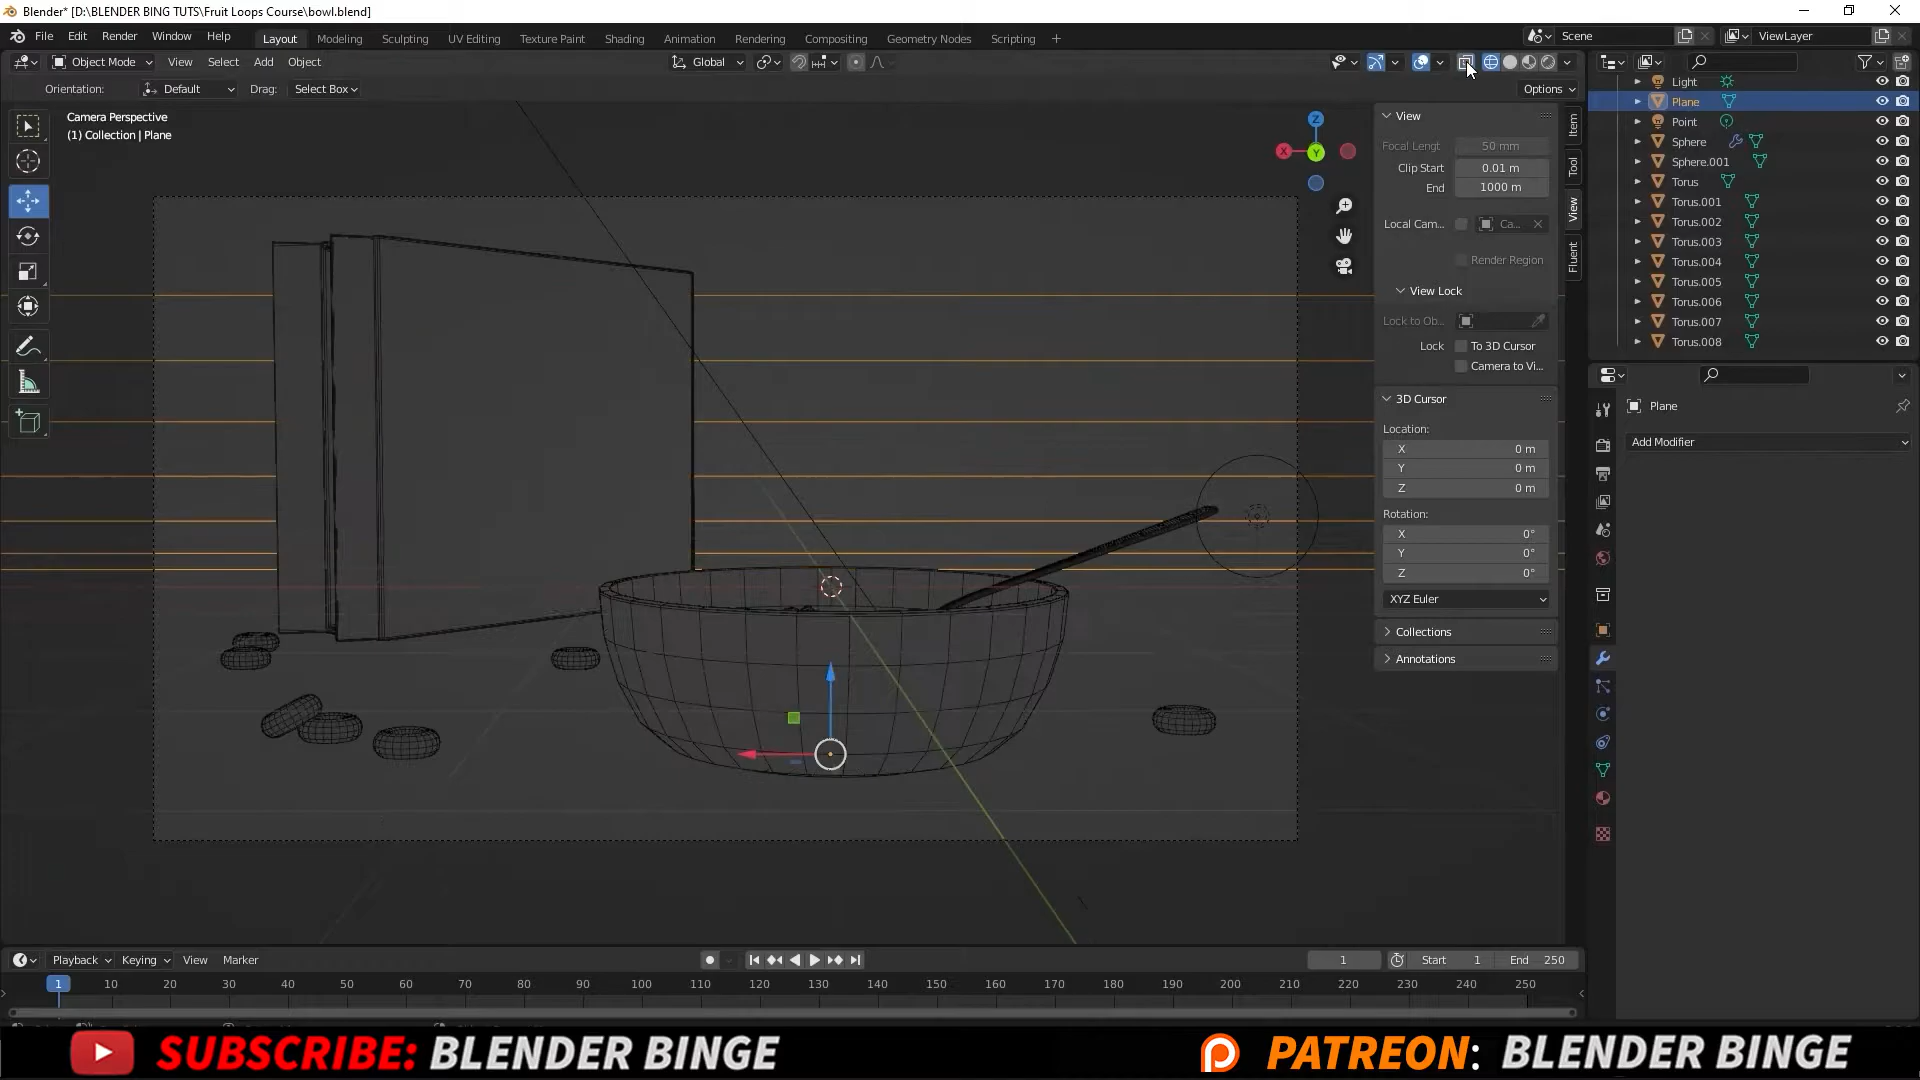 Blender* [D:\BLENDER BING TUTS\Fruit Loops Course\bowl.blend]
File Edit Render Window Help Layout Modeling Sculpting UV Editing Texture Paint Shading Animation Rendering Compositing Geometry Nodes Scripting + Scene ViewLayer
Object Mode View Select Add Object Global
Orientation: Default Drag: Select Box Options
Camera Perspective
(1) Collection | Plane
Z
X
Y
View
Focal Lengt 50 mm
Clip Start 0.01 m
End 1000 m
Local Cam... Ca...
Render Region
View Lock
Lock to Ob...
Lock To 3D Cursor
Camera to Vi...
3D Cursor
Location:
X 0 m
Y 0 m
Z 0 m
Rotation:
X 0°
Y 0°
Z 0°
XYZ Euler
Collections
Annotations
Item
Tool
View
Fluent
Light
Plane
Point
Sphere
Sphere.001
Torus
Torus.001
Torus.002
Torus.003
Torus.004
Torus.005
Torus.006
Torus.007
Torus.008
Plane
Add Modifier
Playback Keying View Marker 1 Start 1 End 250
1 10 20 30 40 50 60 70 80 90 100 110 120 130 140 150 160 170 180 190 200 210 220 230 240 250
SUBSCRIBE: BLENDER BINGE
PATREON: BLENDER BINGE